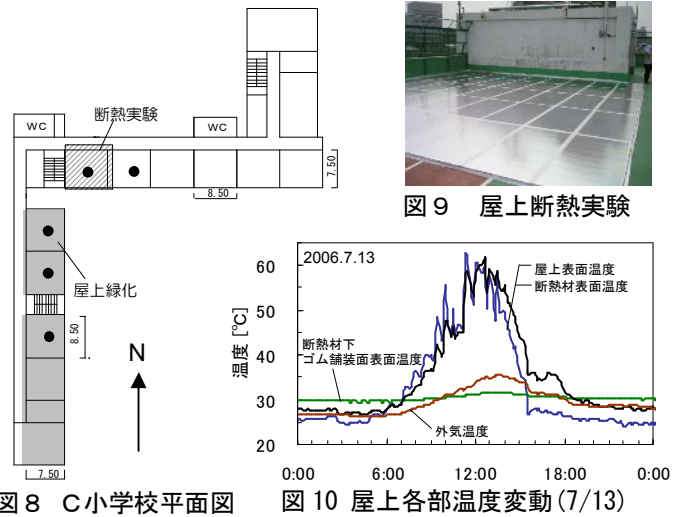 断熱実験
WC
WC
7.50
8.50
屋上緑化
8.50
N
7.50
図8 C小学校平面図
図9 屋上断熱実験
2006.7.13
屋上表面温度
断熱材表面温度
断熱材下
ゴム舗装面表面温度
外気温度
温度 [℃]
60
50
40
30
20
0:00 6:00 12:00 18:00 0:00
図10 屋上各部温度変動(7/13)